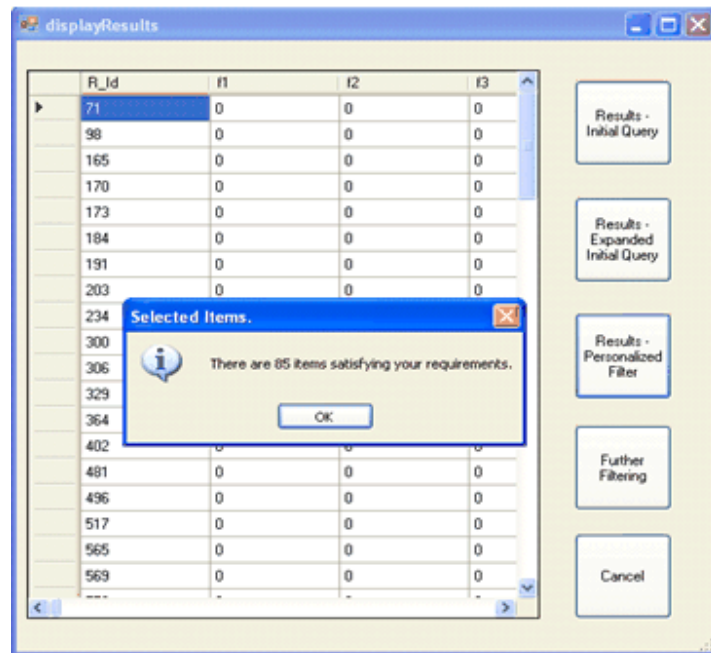 displayResults
R_Id f1 f2 f3
71 0 0 0
98 0 0 0
165 0 0 0
170 0 0 0
173 0 0 0
184 0 0 0
191 0 0 0
203 0 0 0
234
300
306
329
364
402
481 0 0 0
496 0 0 0
517 0 0 0
565 0 0 0
569 0 0 0
Selected Items.
There are 85 items satisfying your requirements.
OK
Results -
Initial Query
Results -
Expanded
Initial Query
Results -
Personalized
Filter
Further
Filtering
Cancel